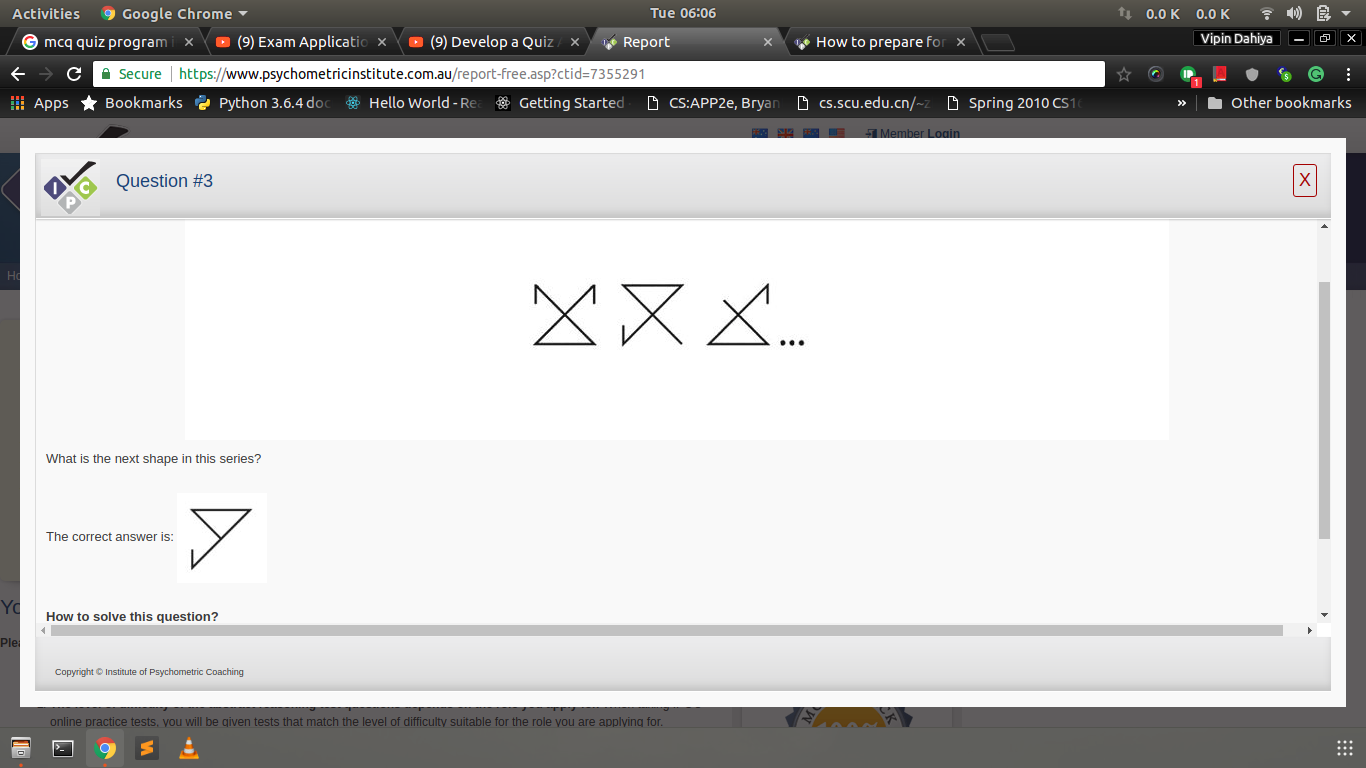 Activities Google Chrome Tue 06:06 0.0 K 0.0 K
mcq quiz program (9) Exam Applicatio (9) Develop a Quiz Report How to prepare for Vipin Dahiya
Secure https://www.psychometricinstitute.com.au/report-free.asp?ctid=7355291
Apps Bookmarks Python 3.6.4 doc Hello World - Re Getting Started CS:APP2e, Bryan cs.scu.edu.cn/~z Spring 2010 CS1 » Other bookmarks
Member Login
I P C Question #3 X
Ho
What is the next shape in this series?
The correct answer is:
Yo
How to solve this question?
Plea
Copyright © Institute of Psychometric Coaching
online practice tests, you will be given tests that match the level of difficulty suitable for the role you are applying for.